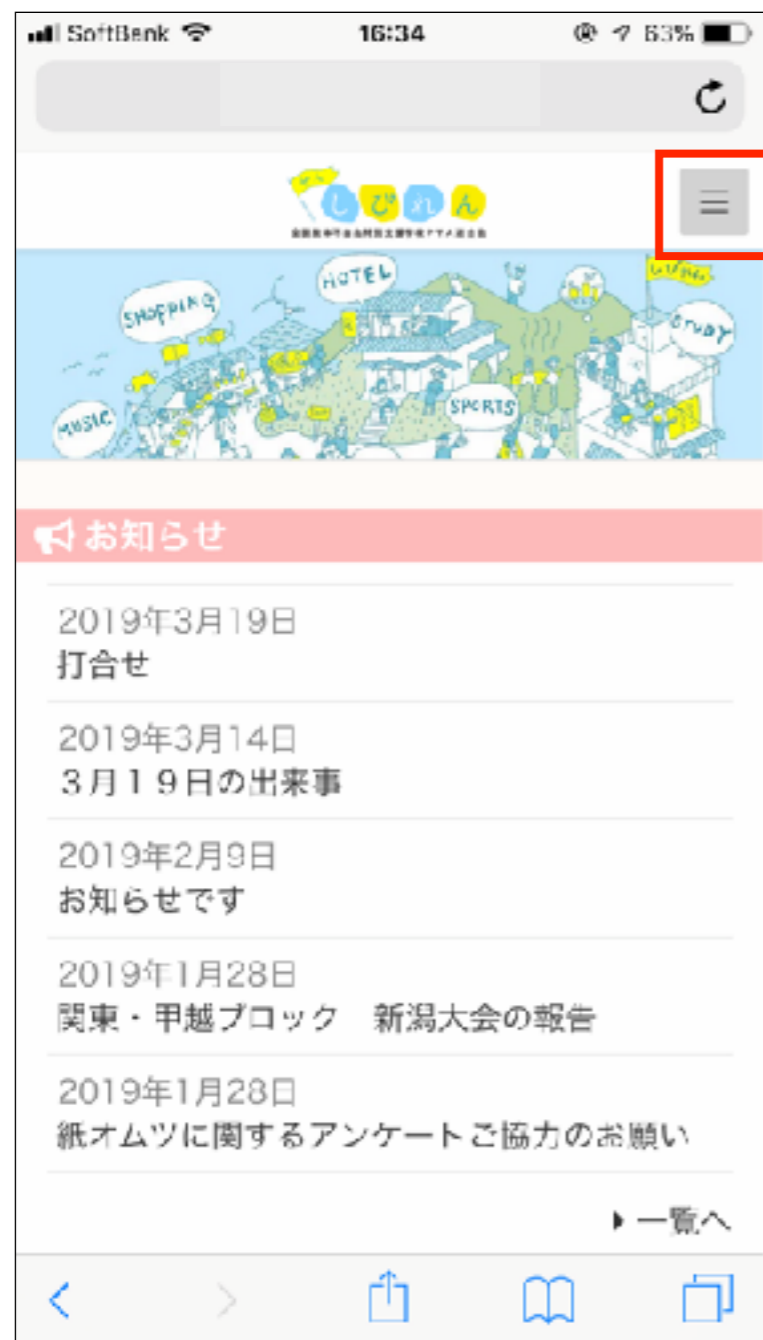 SoftBank 16:34 63%
しびれん
HOTEL
SHOPPING
STUDY
SPORTS
MUSIC
お知らせ
2019年3月19日
打合せ
2019年3月14日
３月１９日の出来事
2019年2月9日
お知らせです
2019年1月28日
関東・甲越ブロック　新潟大会の報告
2019年1月28日
紙オムツに関するアンケートご協力のお願い
一覧へ